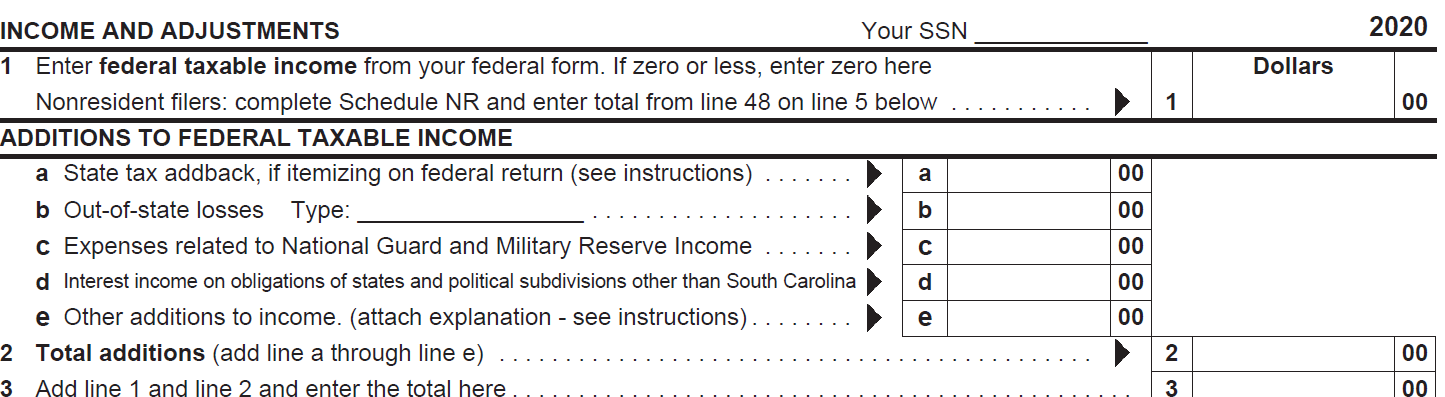 INCOME AND ADJUSTMENTS Your SSN ____________ 2020
1 Enter federal taxable income from your federal form. If zero or less, enter zero here Dollars
Nonresident filers: complete Schedule NR and enter total from line 48 on line 5 below . . . . . . . . . . . 1 00
ADDITIONS TO FEDERAL TAXABLE INCOME
a State tax addback, if itemizing on federal return (see instructions) . . . . . . . a 00
b Out-of-state losses Type: _________________ . . . . . . . . . . . . . . . . . . . . b 00
c Expenses related to National Guard and Military Reserve Income . . . . . . . c 00
d Interest income on obligations of states and political subdivisions other than South Carolina d 00
e Other additions to income. (attach explanation - see instructions) . . . . . . . . e 00
2 Total additions (add line a through line e) . . . . . . . . . . . . . . . . . . . . . . . . . . . . . . . . . . . . . . . . . . . . . 2 00
3 Add line 1 and line 2 and enter the total here . . . . . . . . . . . . . . . . . . . . . . . . . . . . . . . . . . . . . . . . . . . . . . . 3 00